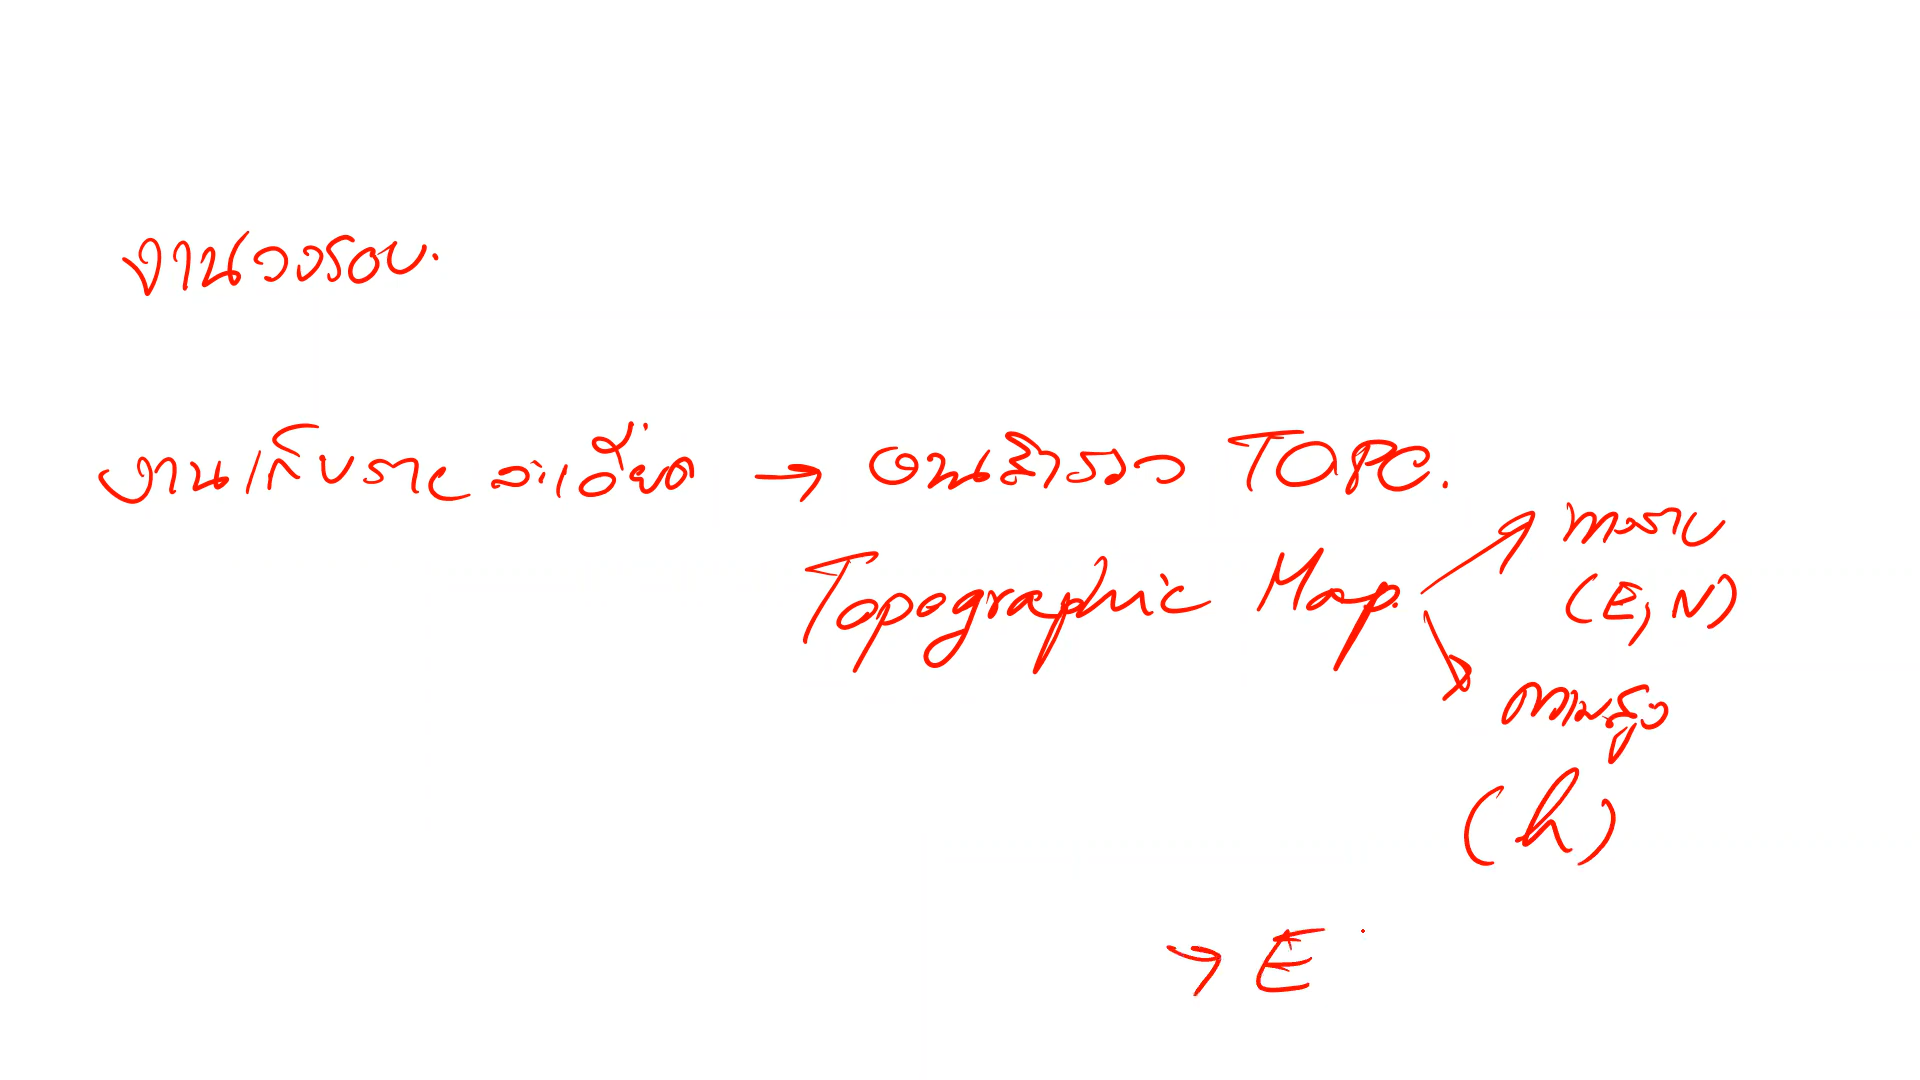 งานวงรอบ.
งานเก็บรายละเอียด → งานสำรวจ TOPO.
Topographic Map.
ทางราบ
(E, N)
ทางสูง
(h)
→ E